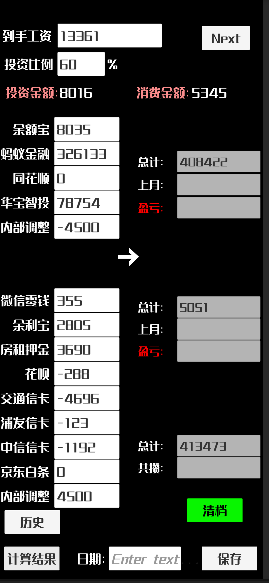 到手工资 13361 Next
投资比例 60 %
投资金额:8016 消费金额:5345
余额宝 8035
蚂蚁金融 326133
总计: 408422
同花顺 0
上月:
华宝智投 78754
盈亏:
内部调整 -4500
微信零钱 355
总计: 5051
余利宝 2805
上月:
房租押金 3690
盈亏:
花呗 -288
交通信卡 -4696
浦发信卡 -123
中信信卡 -1192
总计: 413473
京东白条 0
共攒:
内部调整 4500
清档
历史
计算结果 日期: Enter text... 保存